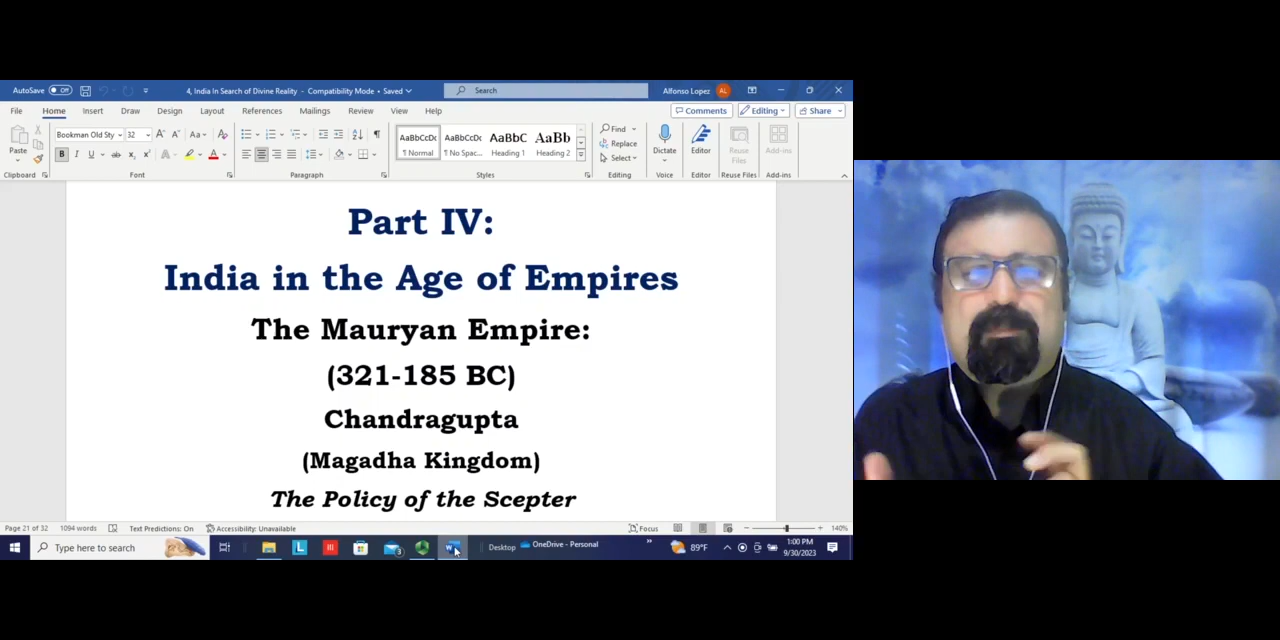 AutoSave Off
4, India In Search of Divine Reality - Compatibility Mode • Saved
Search
Alfonso Lopez AL
File Home Insert Draw Design Layout References Mailings Review View Help
Comments Editing Share
Paste
Bookman Old Sty 32
Aa
AaBbCcDc AaBbCcDc AaBbC AaBb
¶ Normal ¶ No Spac... Heading 1 Heading 2
Find
Replace
Select
Dictate
Editor
Reuse Files
Add-ins
Clipboard Font Paragraph Styles Editing Voice Editor Reuse Files Add-ins
Part IV:
India in the Age of Empires
The Mauryan Empire:
(321-185 BC)
Chandragupta
(Magadha Kingdom)
The Policy of the Scepter
Page 21 of 32 1094 words Text Predictions: On Accessibility: Unavailable Focus 140%
Type here to search
Desktop OneDrive - Personal
89°F
1:00 PM
9/30/2023